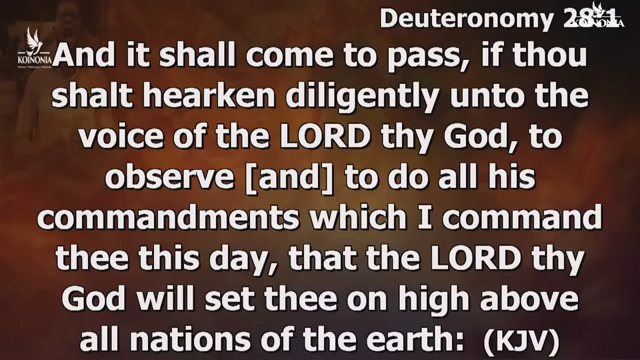 Deuteronomy 28:1
KOINONIA
KOINONIA
And it shall come to pass, if thou
shalt hearken diligently unto the
voice of the LORD thy God, to
observe [and] to do all his
commandments which I command
thee this day, that the LORD thy
God will set thee on high above
all nations of the earth: (KJV)